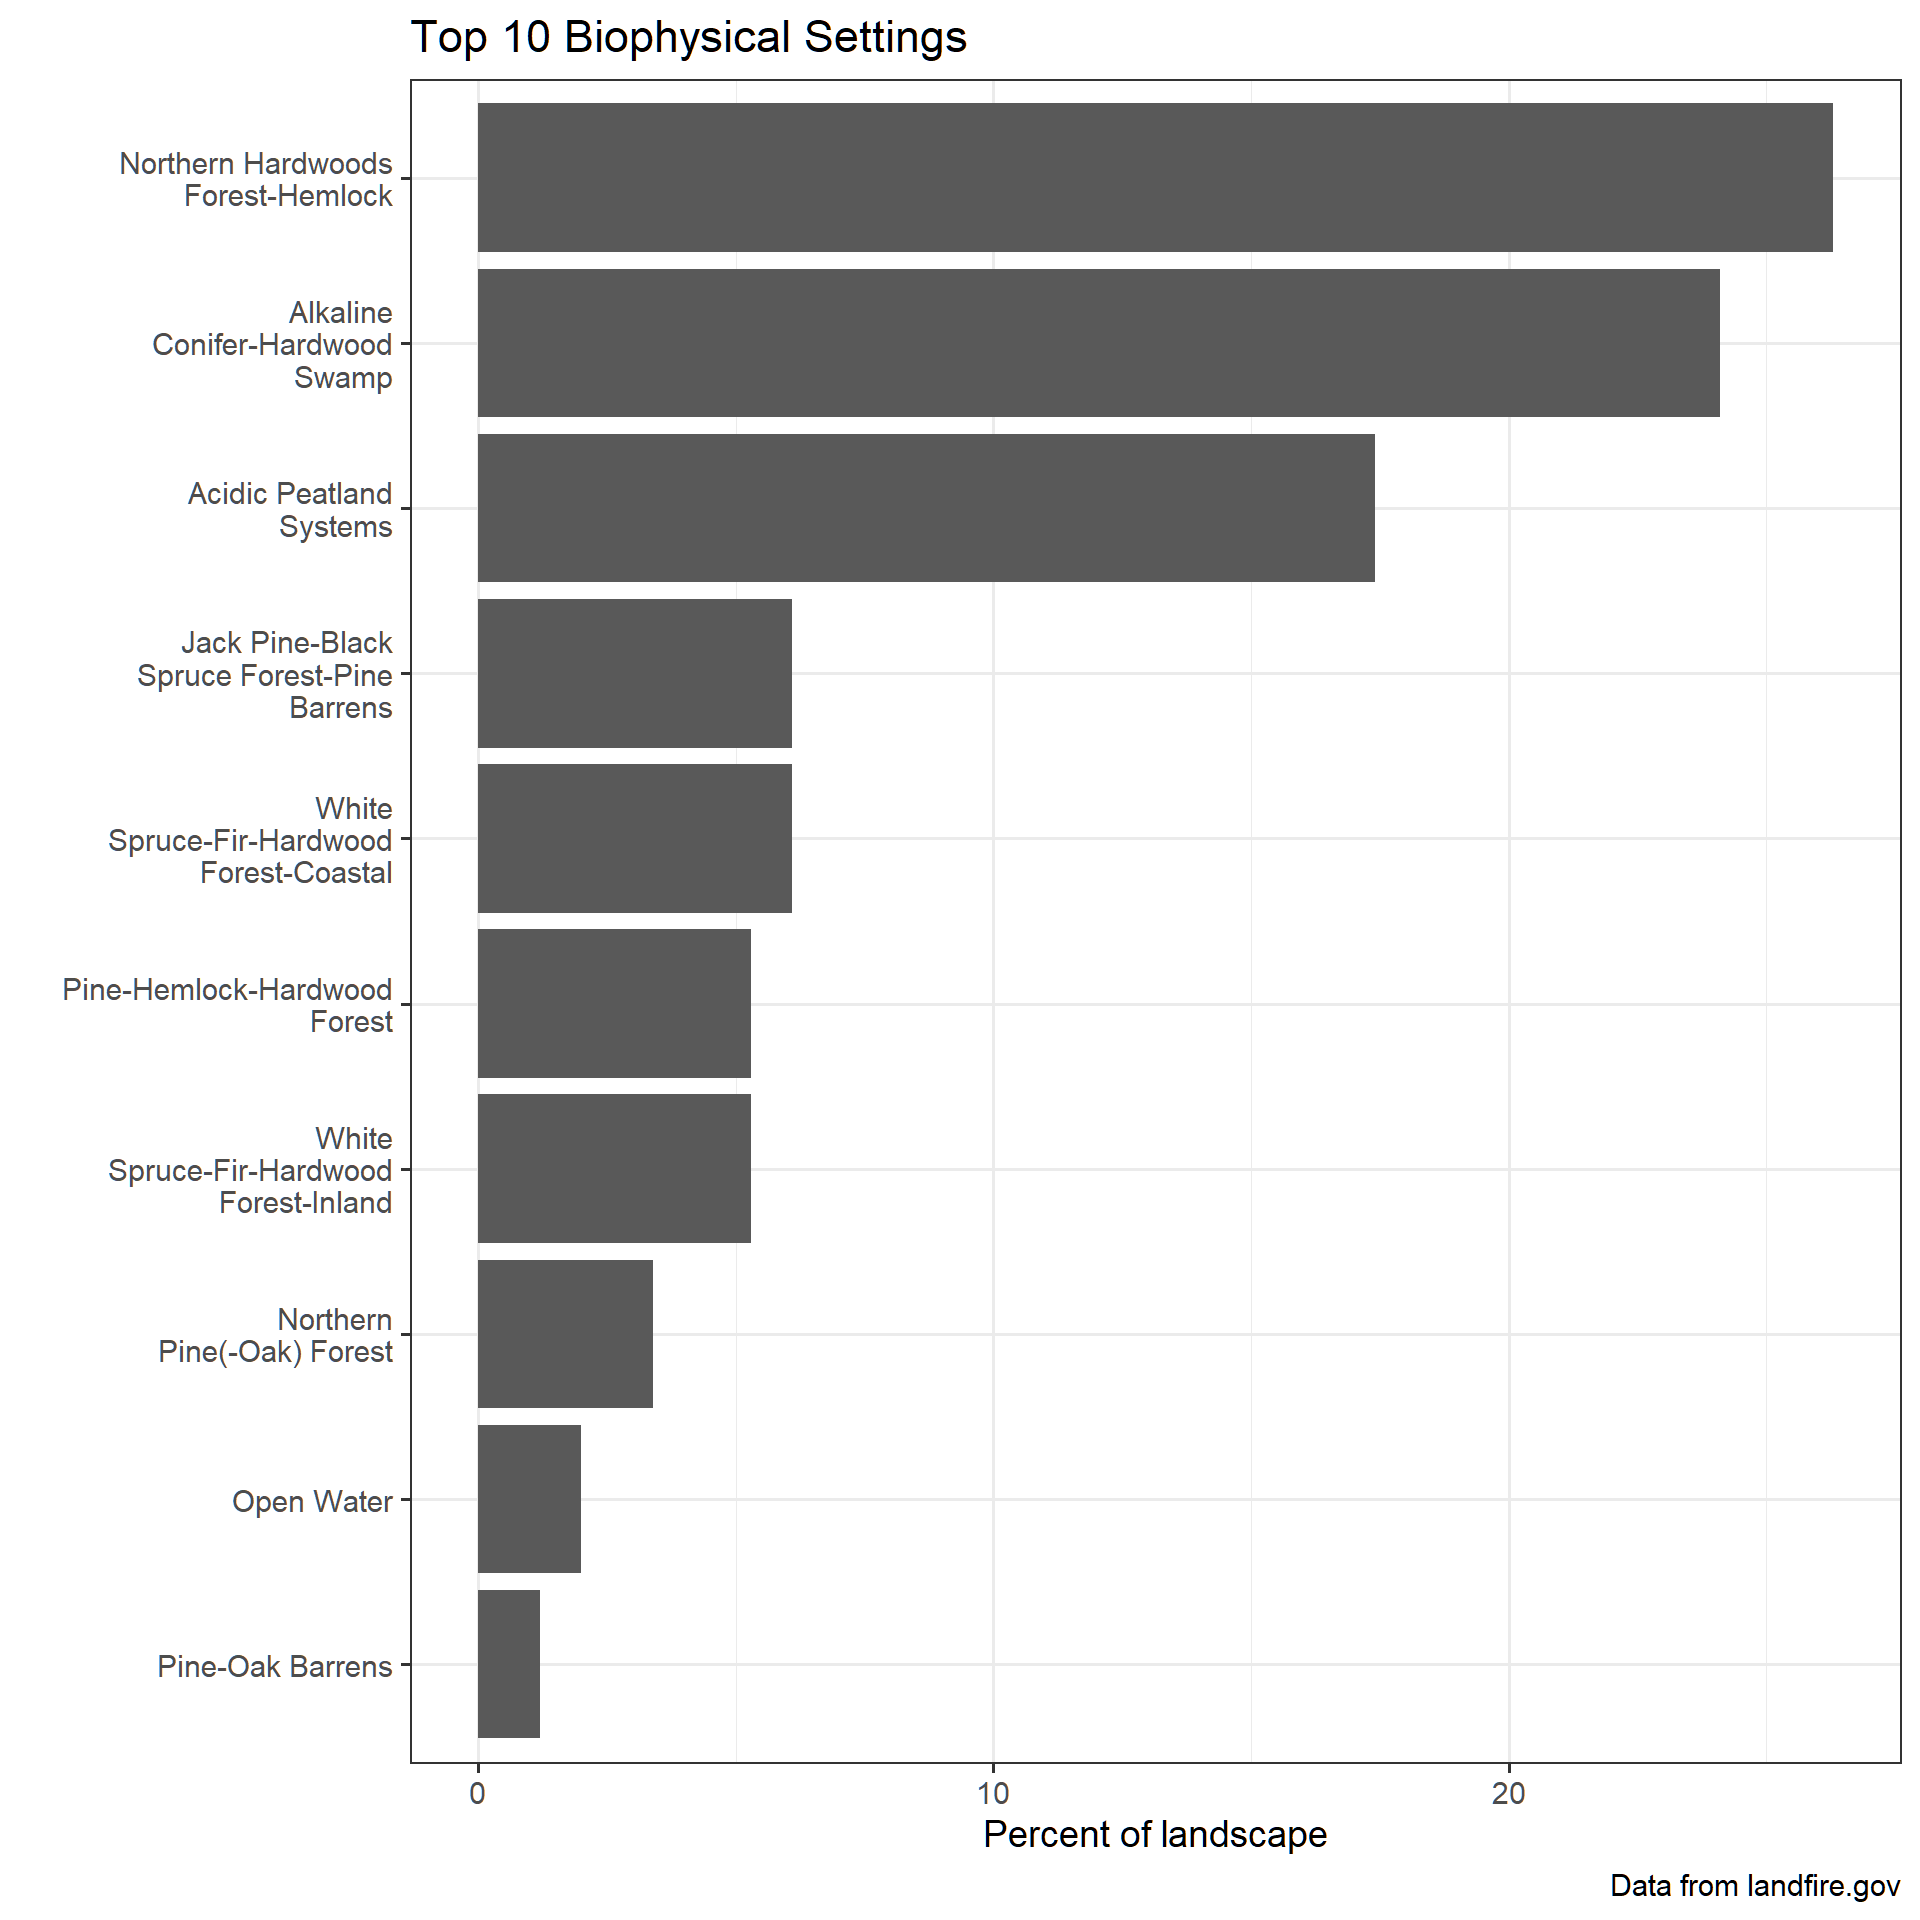 Top 10 Biophysical Settings
Northern Hardwoods
Forest-Hemlock
Alkaline
Conifer-Hardwood
Swamp
Acidic Peatland
Systems
Jack Pine-Black
Spruce Forest-Pine
Barrens
White
Spruce-Fir-Hardwood
Forest-Coastal
Pine-Hemlock-Hardwood
Forest
White
Spruce-Fir-Hardwood
Forest-Inland
Northern
Pine(-Oak) Forest
Open Water
Pine-Oak Barrens
0 10 20
Percent of landscape
Data from landfire.gov